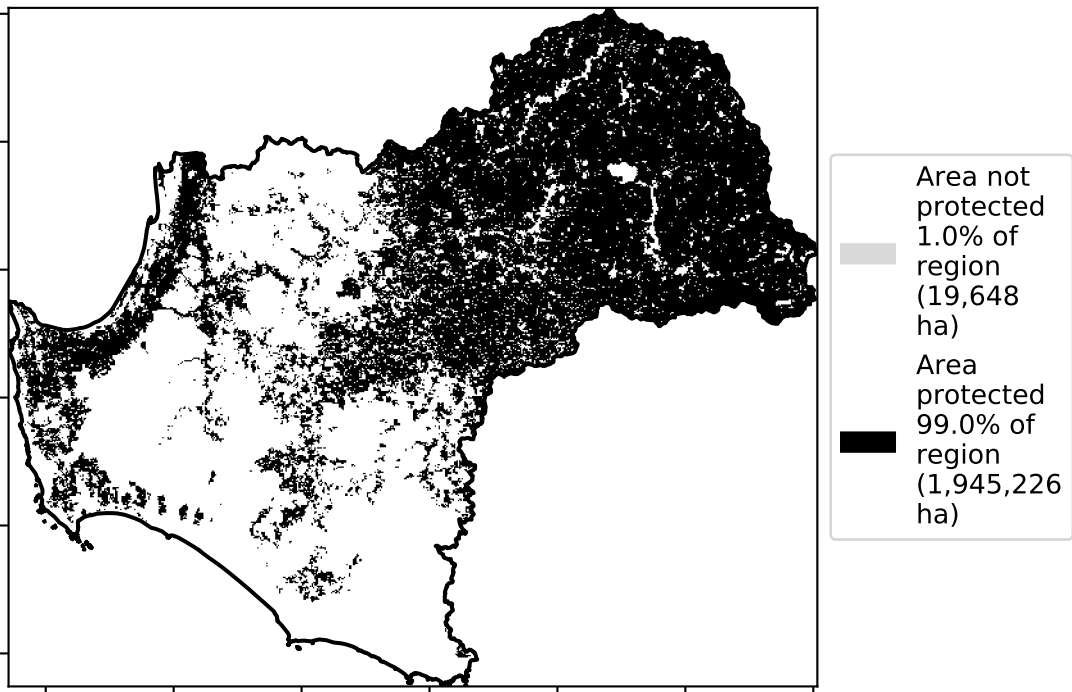 Area not
protected
1.0% of
region
(19,648
ha)
Area
protected
99.0% of
region
(1,945,226
ha)